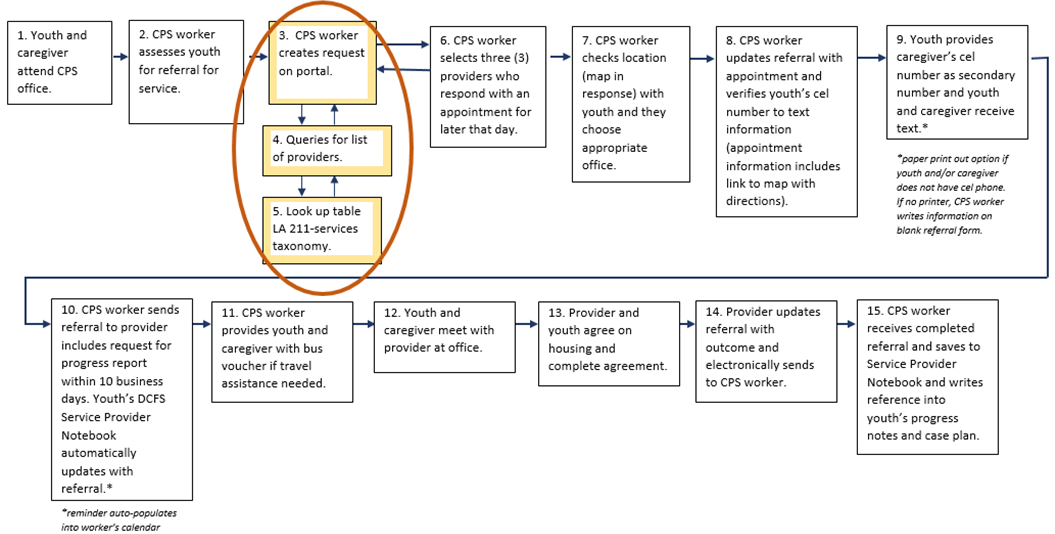 1. Youth and
caregiver
attend CPS
office.
2. CPS worker
assesses youth
for referral for
service.
3. CPS worker
creates request
on portal.
4. Queries for list
of providers.
5. Look up table
LA 211-services
taxonomy.
6. CPS worker
selects three (3)
providers who
respond with an
appointment for
later that day.
7. CPS worker
checks location
(map in
response) with
youth and they
choose
appropriate
office.
8. CPS worker
updates referral with
appointment and
verifies youth's cel
number to text
information
(appointment
information includes
link to map with
directions).
9. Youth provides
caregiver's cel
number as secondary
number and youth
and caregiver receive
text.*
*paper print out option if
youth and/or caregiver
does not have cel phone.
If no printer, CPS worker
writes information on
blank referral form.
10. CPS worker sends
referral to provider
includes request for
progress report
within 10 business
days. Youth's DCFS
Service Provider
Notebook
automatically
updates with
referral.*
*reminder auto-populates
into worker's calendar
11. CPS worker
provides youth and
caregiver with bus
voucher if travel
assistance needed.
12. Youth and
caregiver meet with
provider at office.
13. Provider and
youth agree on
housing and
complete agreement.
14. Provider updates
referral with
outcome and
electronically sends
to CPS worker.
15. CPS worker
receives completed
referral and saves to
Service Provider
Notebook and writes
reference into
youth's progress
notes and case plan.